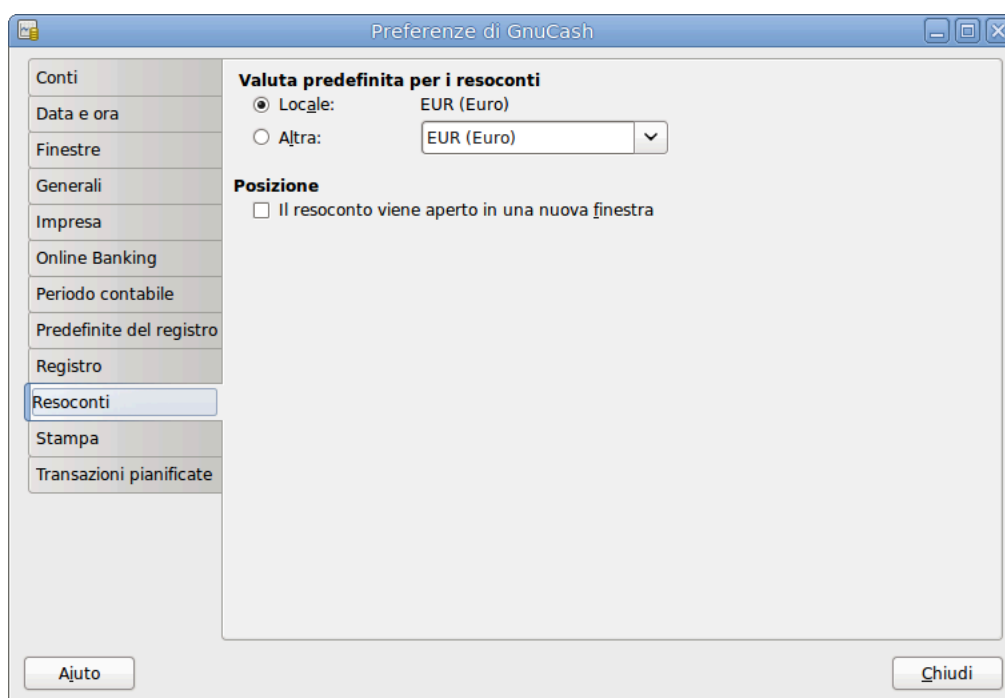 Preferenze di GnuCash
Conti
Data e ora
Finestre
Generali
Impresa
Online Banking
Periodo contabile
Predefinite del registro
Registro
Resoconti
Stampa
Transazioni pianificate
Valuta predefinita per i resoconti
Locale: EUR (Euro)
Altra: EUR (Euro)
Posizione
Il resoconto viene aperto in una nuova finestra
Aiuto
Chiudi